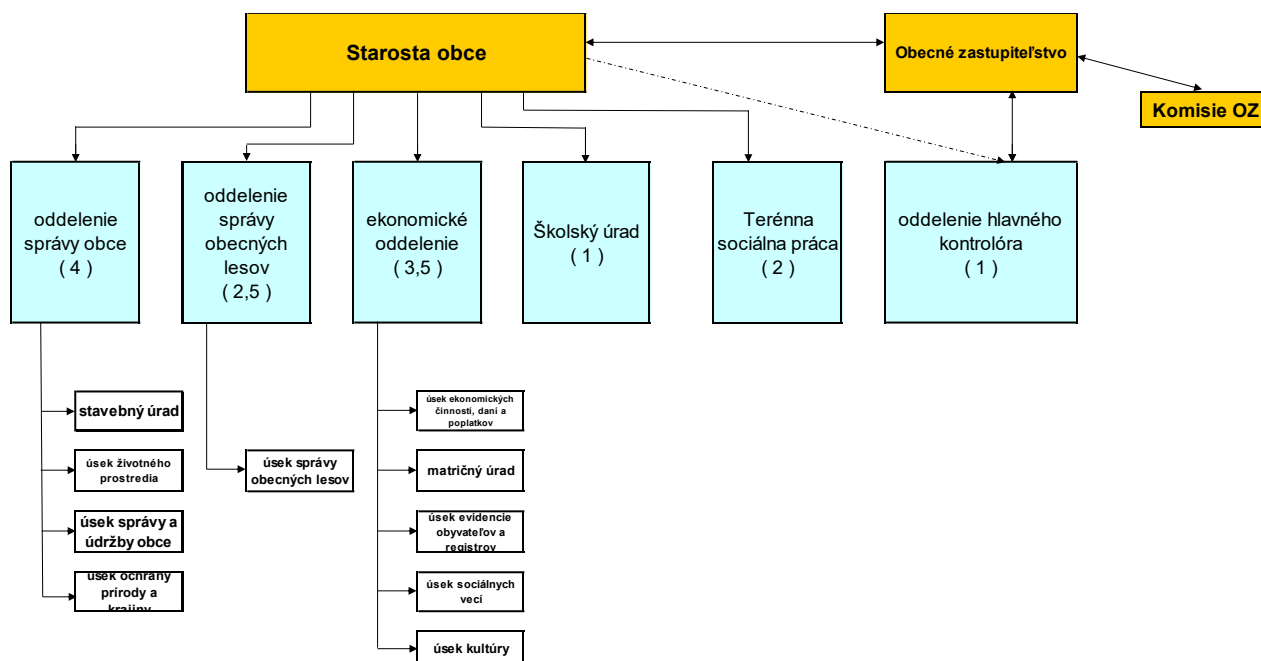 Starosta obce
Obecné zastupiteľstvo
Komisie OZ
oddelenie
správy obce
( 4 )
oddelenie
správy
obecných
lesov
( 2,5 )
ekonomické
oddelenie
( 3,5 )
Školský úrad
( 1 )
Terénna
sociálna práca
( 2 )
oddelenie hlavného
kontrolóra
( 1 )
stavebný úrad
úsek životného
prostredia
úsek správy a
údržby obce
úsek ochrany
prírody a
krajiny
úsek správy
obecných lesov
úsek ekonomických
činností, daní a
poplatkov
matričný úrad
úsek evidencie
obyvateľov a
registrov
úsek sociálnych
vecí
úsek kultúry